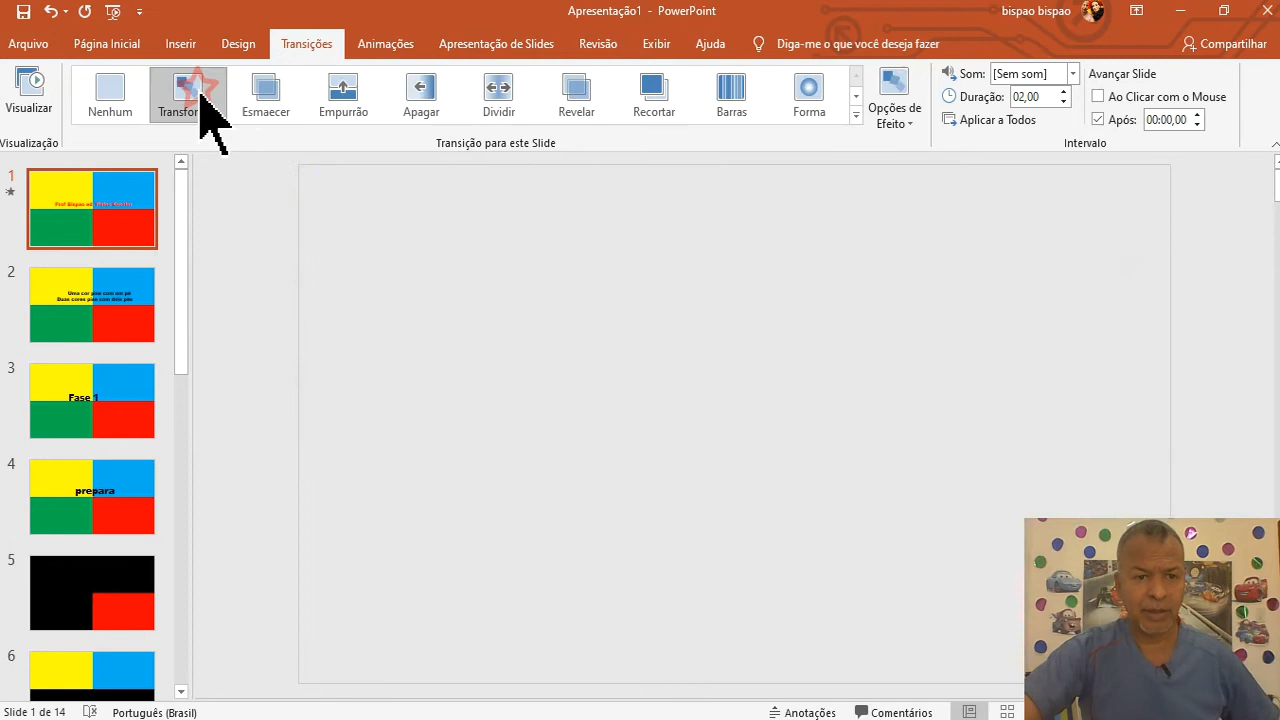 Apresentação1 - PowerPoint
bispao bispao
Arquivo
Página Inicial
Inserir
Design
Transições
Animações
Apresentação de Slides
Revisão
Exibir
Ajuda
Diga-me o que você deseja fazer
Compartilhar
Visualizar
Nenhum
Esmaecer
Empurrão
Apagar
Dividir
Revelar
Recortar
Barras
Forma
Opções de
Efeito
Som: [Sem som]
Duração: 02,00
Aplicar a Todos
Avançar Slide
Ao Clicar com o Mouse
Após: 00:00,00
Visualização
Transição para este Slide
Intervalo
1
2
Uma cor pise com um pé
Duas cores pise com dois pés
3
Fase 1
4
prepara
5
6
Slide 1 de 14
Português (Brasil)
Anotações
Comentários